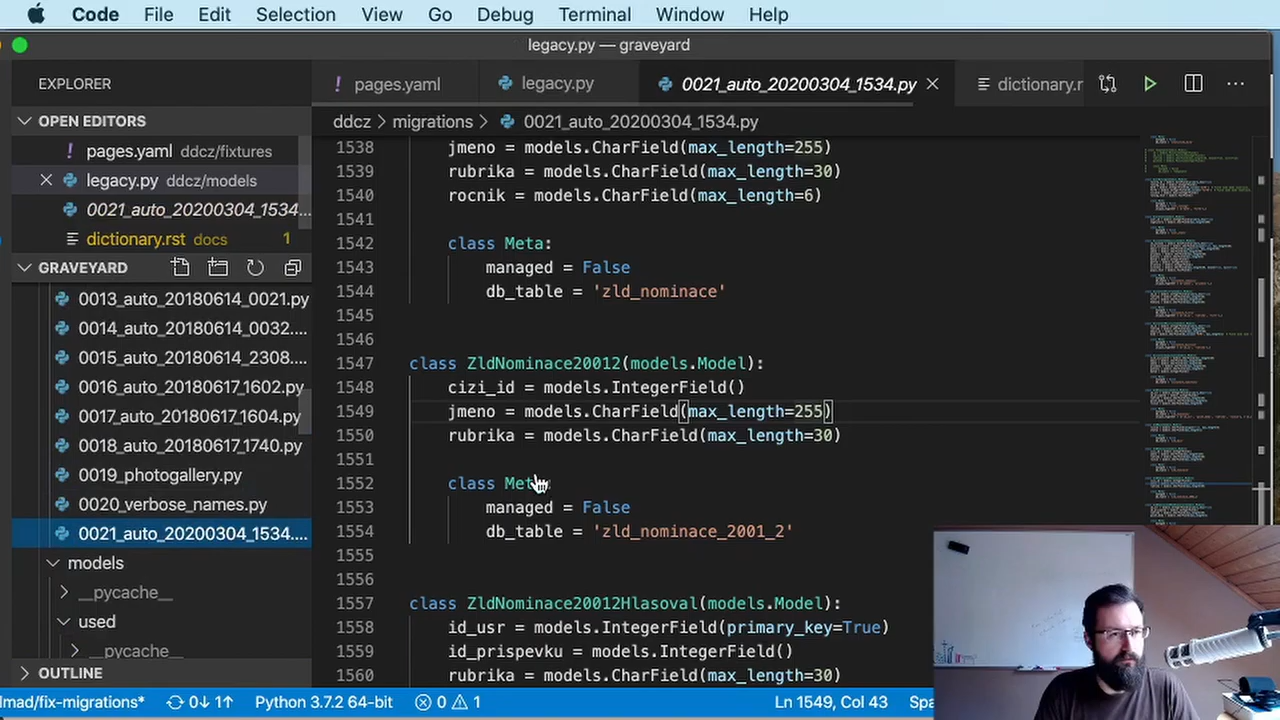 Code File Edit Selection View Go Debug Terminal Window Help
legacy.py — graveyard
EXPLORER
pages.yaml
legacy.py
0021_auto_20200304_1534.py
dictionary.r
OPEN EDITORS
ddcz > migrations > 0021_auto_20200304_1534.py
pages.yaml ddcz/fixtures
legacy.py ddcz/models
0021_auto_20200304_1534...
dictionary.rst docs 1
GRAVEYARD
0013_auto_20180614_0021.py
0014_auto_20180614_0032....
0015_auto_20180614_2308....
0016_auto_20180617_1602.py
0017_auto_20180617_1604.py
0018_auto_20180617_1740.py
0019_photogallery.py
0020_verbose_names.py
0021_auto_20200304_1534....
models
__pycache__
used
__pycache__
OUTLINE
1538 jmeno = models.CharField(max_length=255)
1539 rubrika = models.CharField(max_length=30)
1540 rocnik = models.CharField(max_length=6)
1541
1542 class Meta:
1543 managed = False
1544 db_table = 'zld_nominace'
1545
1546
1547 class ZldNominace20012(models.Model):
1548 cizi_id = models.IntegerField()
1549 jmeno = models.CharField(max_length=255)
1550 rubrika = models.CharField(max_length=30)
1551
1552 class Meta:
1553 managed = False
1554 db_table = 'zld_nominace_2001_2'
1555
1556
1557 class ZldNominace20012Hlasoval(models.Model):
1558 id_usr = models.IntegerField(primary_key=True)
1559 id_prispevku = models.IntegerField()
1560 rubrika = models.CharField(max_length=30)
lmad/fix-migrations* 0↓ 1↑ Python 3.7.2 64-bit 0 1 Ln 1549, Col 43 Spa